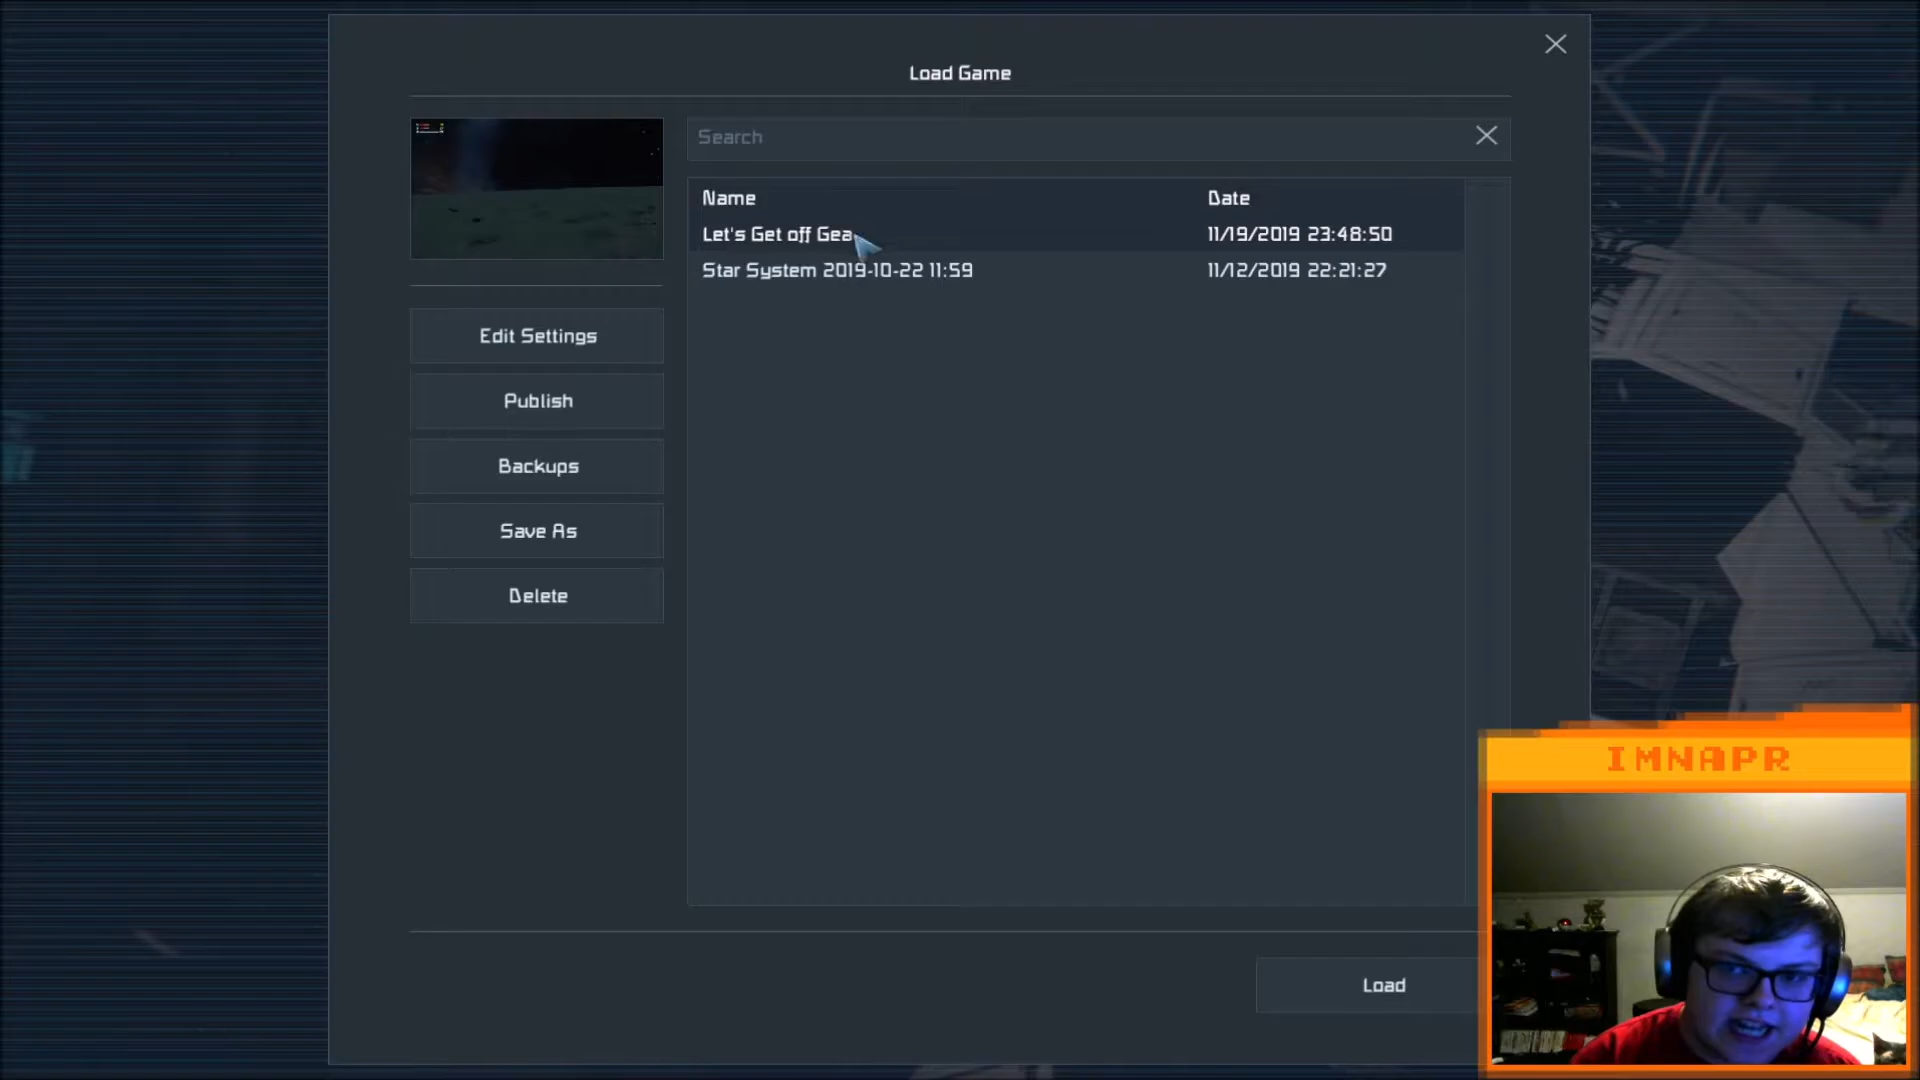 Load Game
Search
Name Date
Let's Get off Gea 11/19/2019 23:48:50
Star System 2019-10-22 11:59 11/12/2019 22:21:27
Edit Settings
Publish
Backups
Save As
Delete
Load
IMNAPR